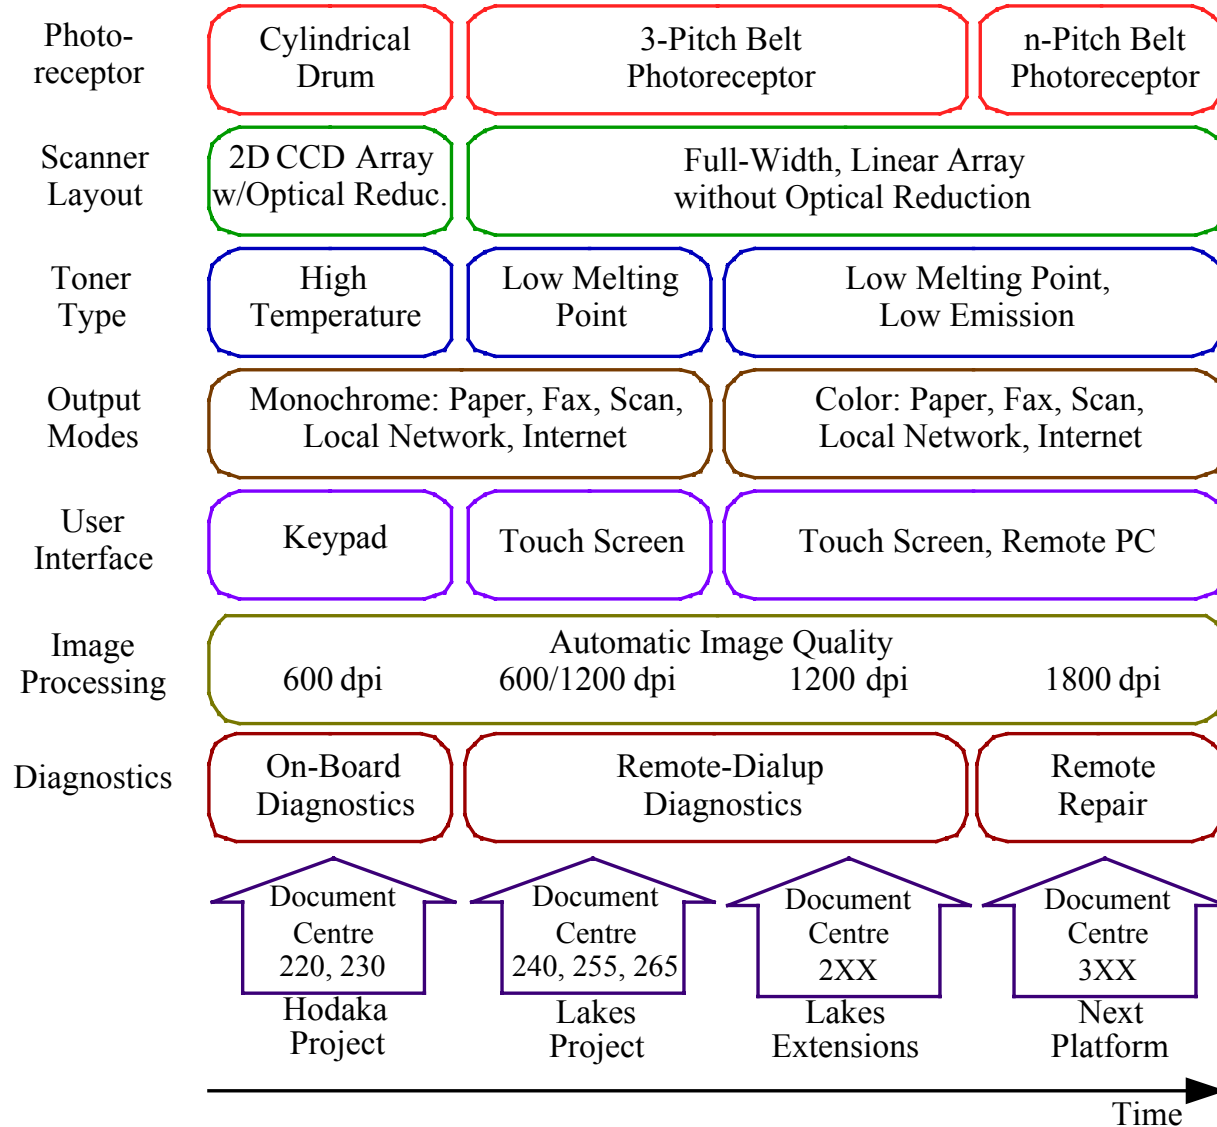 Photo-
receptor
Cylindrical
Drum
3-Pitch Belt
Photoreceptor
n-Pitch Belt
Photoreceptor
Scanner
Layout
2D CCD Array
w/Optical Reduc.
Full-Width, Linear Array
without Optical Reduction
Toner
Type
High
Temperature
Low Melting
Point
Low Melting Point,
Low Emission
Output
Modes
Monochrome: Paper, Fax, Scan,
Local Network, Internet
Color: Paper, Fax, Scan,
Local Network, Internet
User
Interface
Keypad
Touch Screen
Touch Screen, Remote PC
Image
Processing
Automatic Image Quality
600 dpi
600/1200 dpi
1200 dpi
1800 dpi
Diagnostics
On-Board
Diagnostics
Remote-Dialup
Diagnostics
Remote
Repair
Document
Centre
220, 230
Hodaka
Project
Document
Centre
240, 255, 265
Lakes
Project
Document
Centre
2XX
Lakes
Extensions
Document
Centre
3XX
Next
Platform
Time